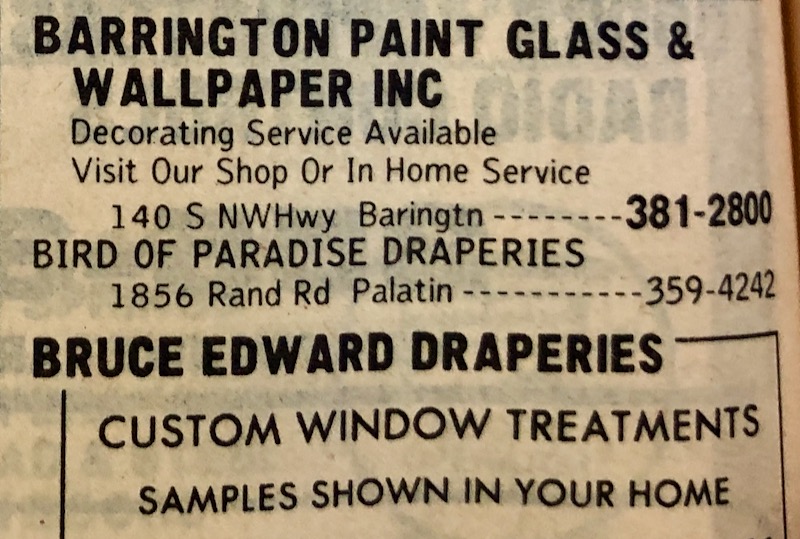 BARRINGTON PAINT GLASS &
WALLPAPER INC
Decorating Service Available
Visit Our Shop Or In Home Service
140 S NWHwy Baringtn --------381-2800
BIRD OF PARADISE DRAPERIES
1856 Rand Rd Palatin -----------359-4242
BRUCE EDWARD DRAPERIES
CUSTOM WINDOW TREATMENTS
SAMPLES SHOWN IN YOUR HOME